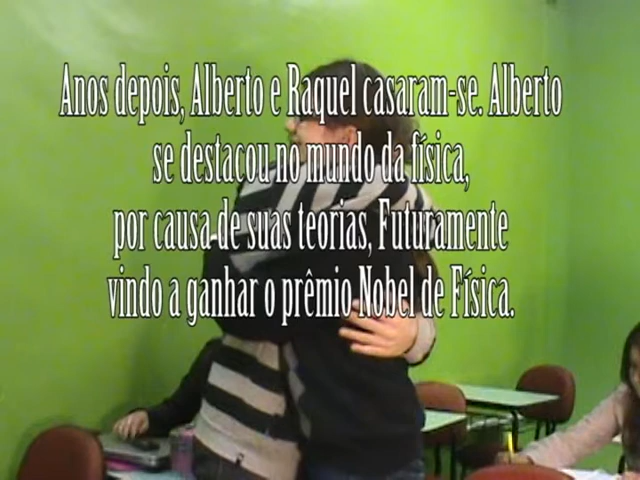 Anos depois, Alberto e Raquel casaram-se. Alberto
se destacou no mundo da física,
por causa de suas teorias, Futuramente
vindo a ganhar o prêmio Nobel de Física.